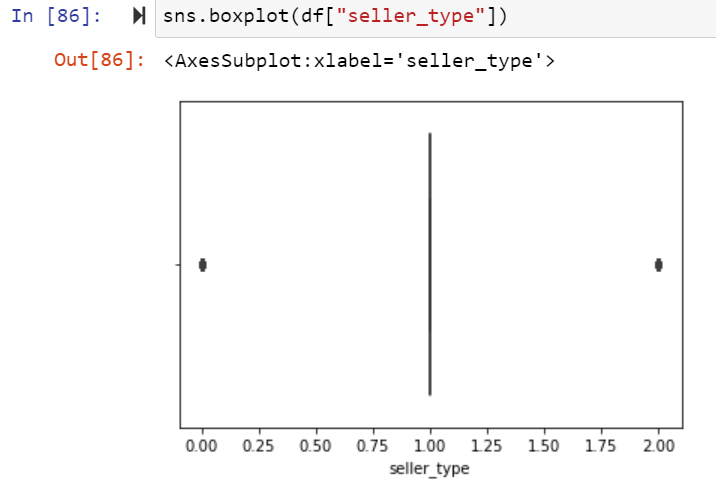 In [86]: sns.boxplot(df["seller_type"])
Out[86]: <AxesSubplot:xlabel='seller_type'>
0.00 0.25 0.50 0.75 1.00 1.25 1.50 1.75 2.00
seller_type